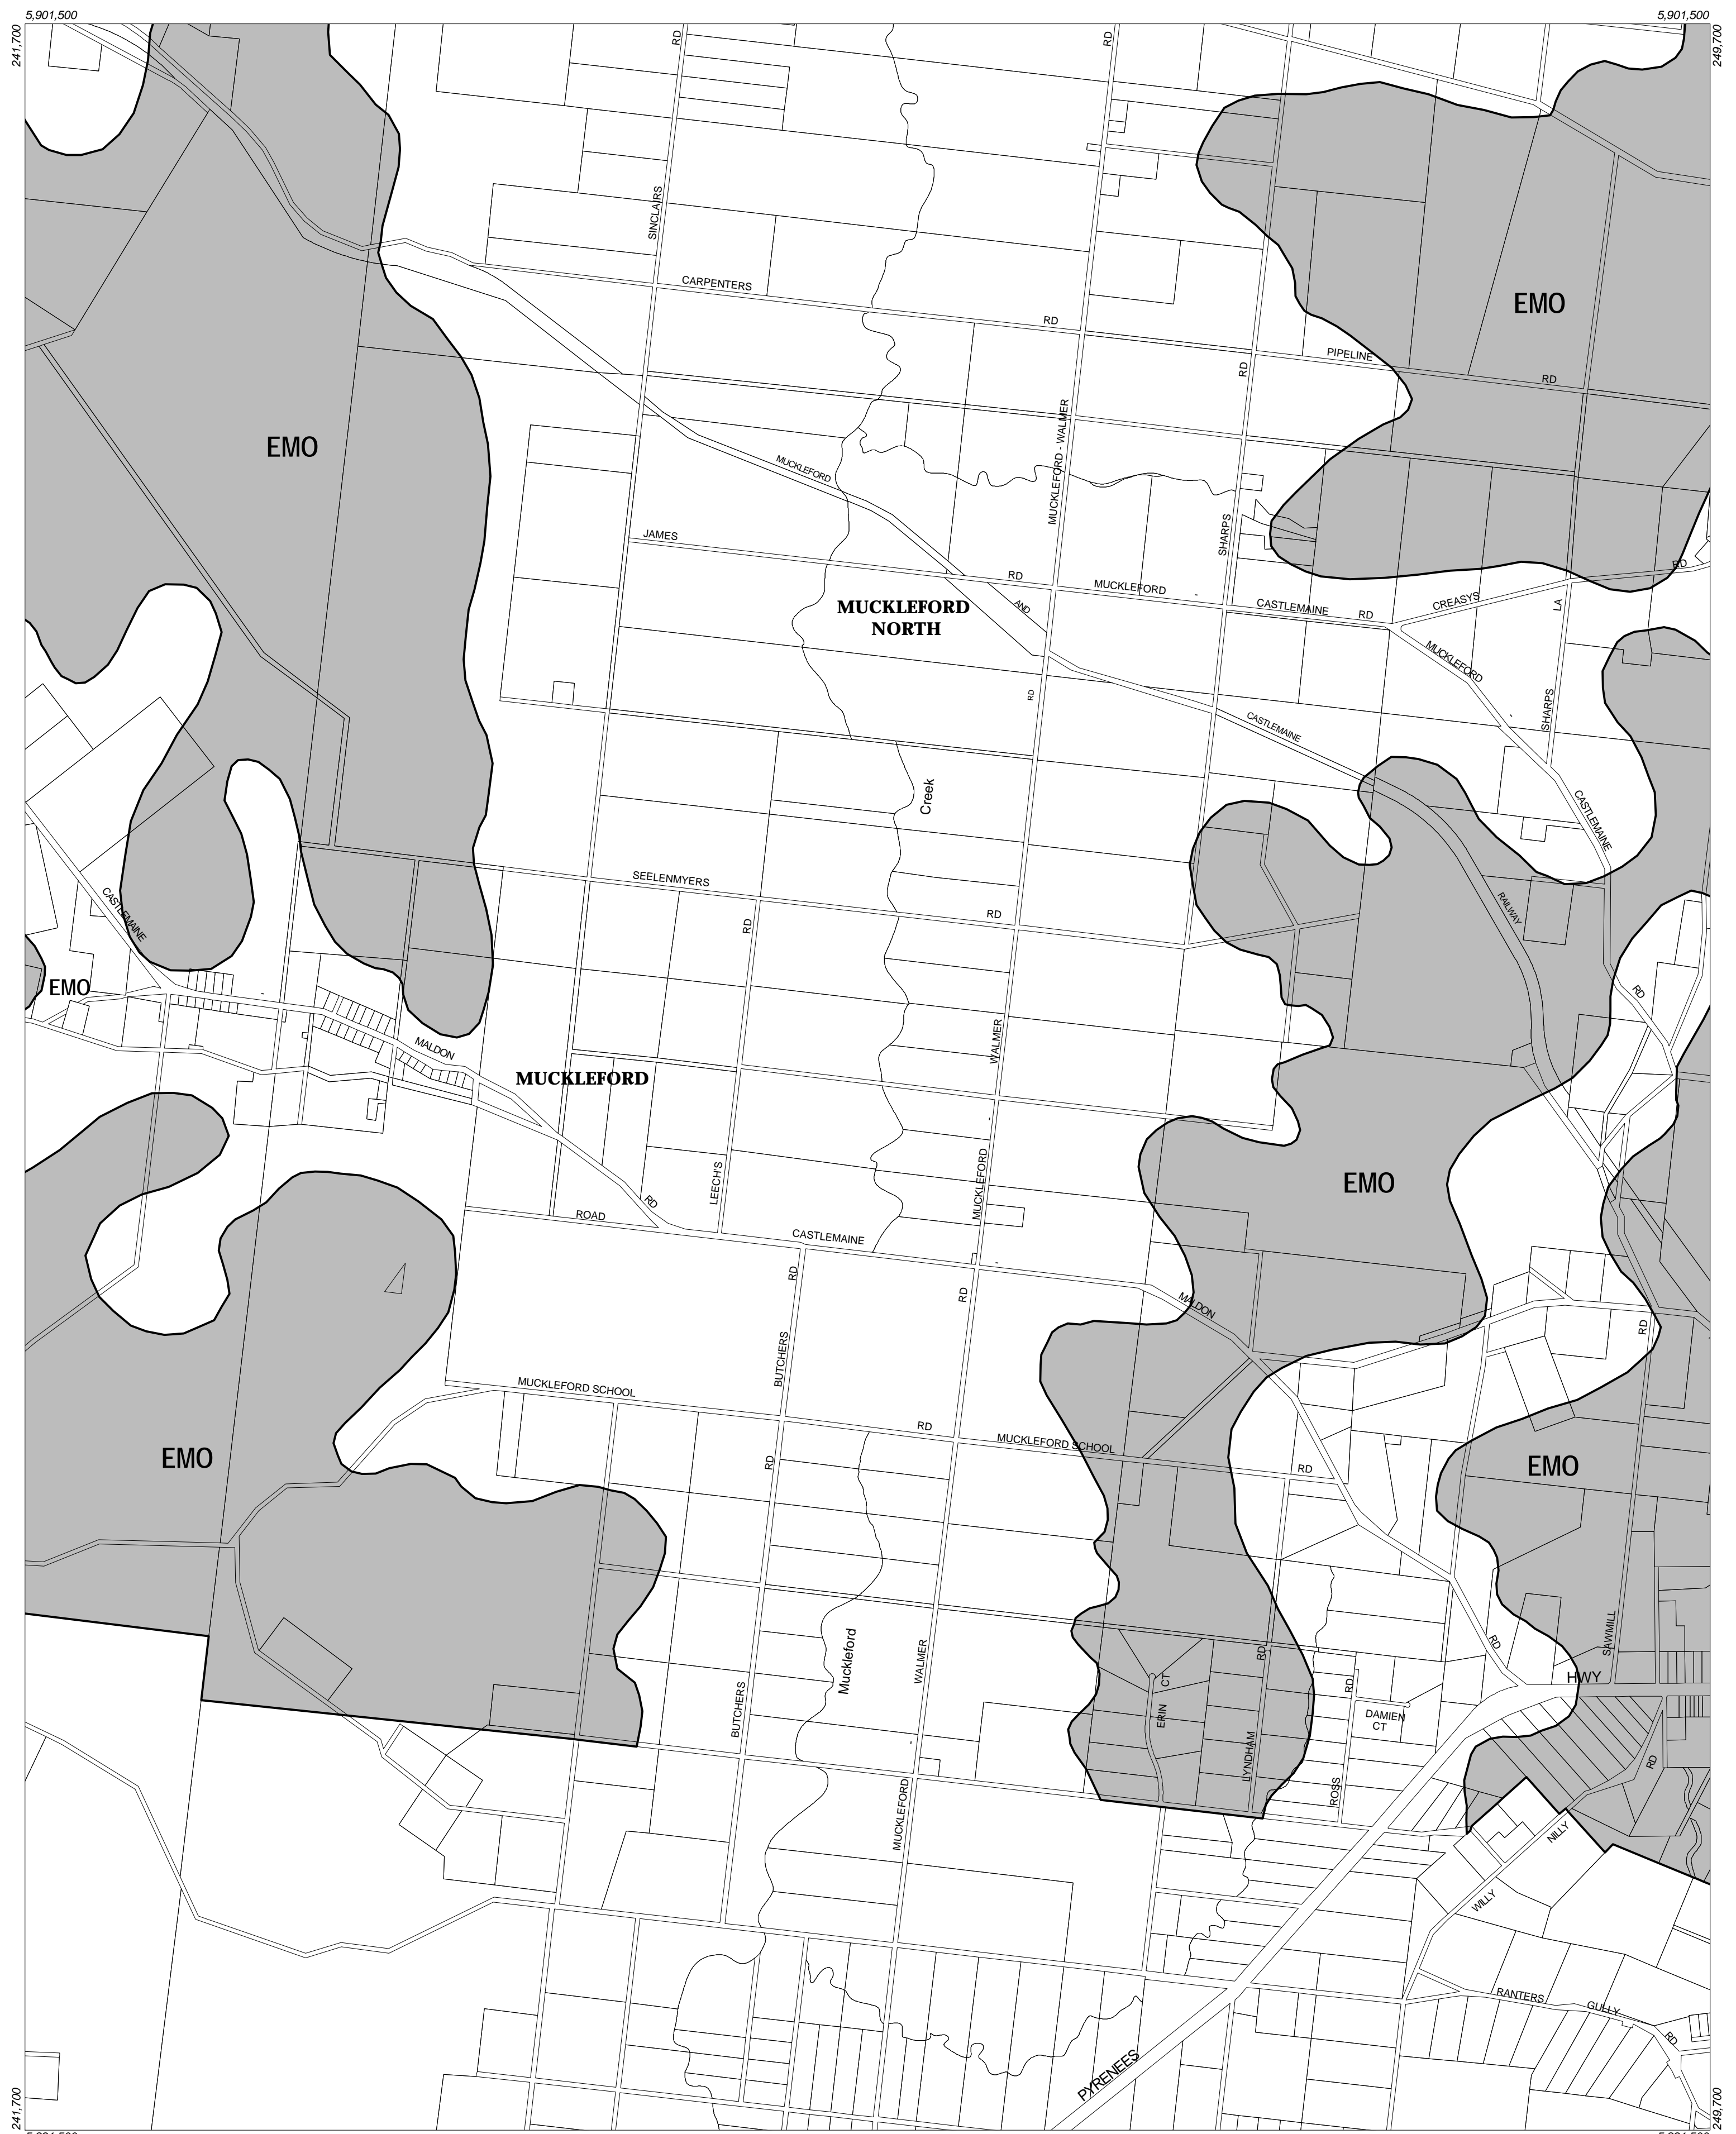 5,901,500
5,901,500
241,700
249,700
RD
RD
SINCLAIRS
CARPENTERS
RD
EMO
PIPELINE
RD
RD
EMO
MUCKLEFORD - WALMER
MUCKLEFORD
SHARPS
JAMES
RD
MUCKLEFORD
-
CASTLEMAINE
RD
CREASYS
RD
LA
AND
MUCKLEFORD
NORTH
MUCKLEFORD
-
RD
SHARPS
CASTLEMAINE
Creek
CASTLEMAINE
SEELENMYERS
RD
RD
RAILWAY
CASTLEMAINE
EMO
-
RD
WALMER
MALDON
MUCKLEFORD
-
LEECH'S
MUCKLEFORD
EMO
RD
ROAD
CASTLEMAINE
-
RD
RD
MALDON
BUTCHERS
RD
MUCKLEFORD SCHOOL
RD
MUCKLEFORD SCHOOL
RD
RD
EMO
EMO
Muckleford
WALMER
RD
CT
ERIN
RD
RD
SAWMILL
HWY
DAMIEN
CT
BUTCHERS
-
LYNDHAM
ROSS
RD
MUCKLEFORD
NILLY
WILLY
RANTERS
GULLY
RD
PYRENEES
241,700
249,700